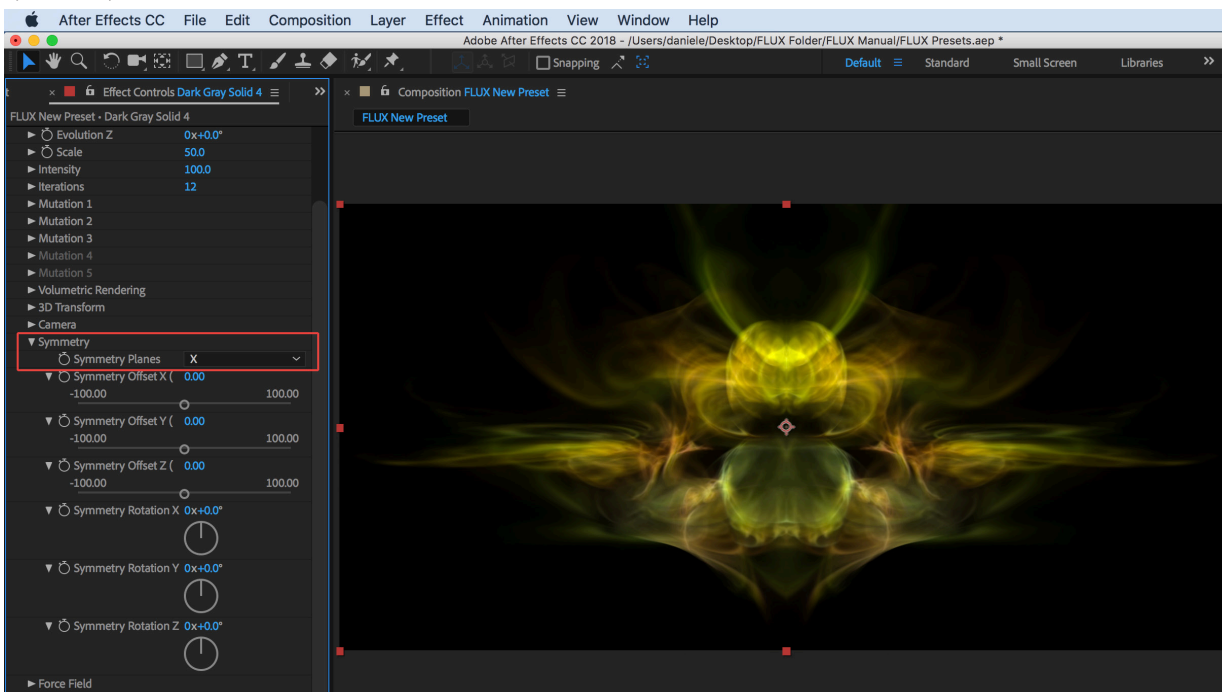 After Effects CC File Edit Composition Layer Effect Animation View Window Help
Adobe After Effects CC 2018 - /Users/daniele/Desktop/FLUX Folder/FLUX Manual/FLUX Presets.aep *
Snapping Default Standard Small Screen Libraries
t × Effect Controls Dark Gray Solid 4 × Composition FLUX New Preset
FLUX New Preset • Dark Gray Solid 4 FLUX New Preset
Evolution Z 0x+0.0°
Scale 50.0
Intensity 100.0
Iterations 12
Mutation 1
Mutation 2
Mutation 3
Mutation 4
Mutation 5
Volumetric Rendering
3D Transform
Camera
Symmetry
Symmetry Planes X
Symmetry Offset X ( 0.00
-100.00 100.00
Symmetry Offset Y ( 0.00
-100.00 100.00
Symmetry Offset Z ( 0.00
-100.00 100.00
Symmetry Rotation X 0x+0.0°
Symmetry Rotation Y 0x+0.0°
Symmetry Rotation Z 0x+0.0°
Force Field